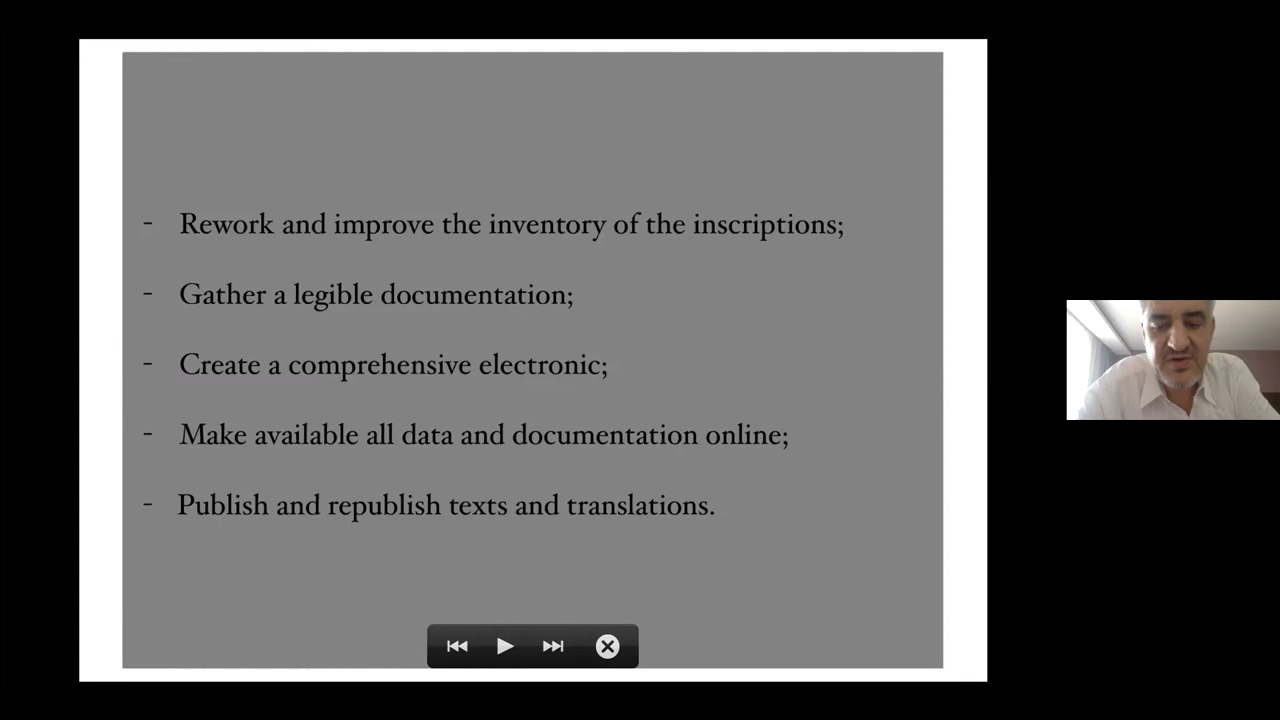 - Rework and improve the inventory of the inscriptions;
- Gather a legible documentation;
- Create a comprehensive electronic;
- Make available all data and documentation online;
- Publish and republish texts and translations.